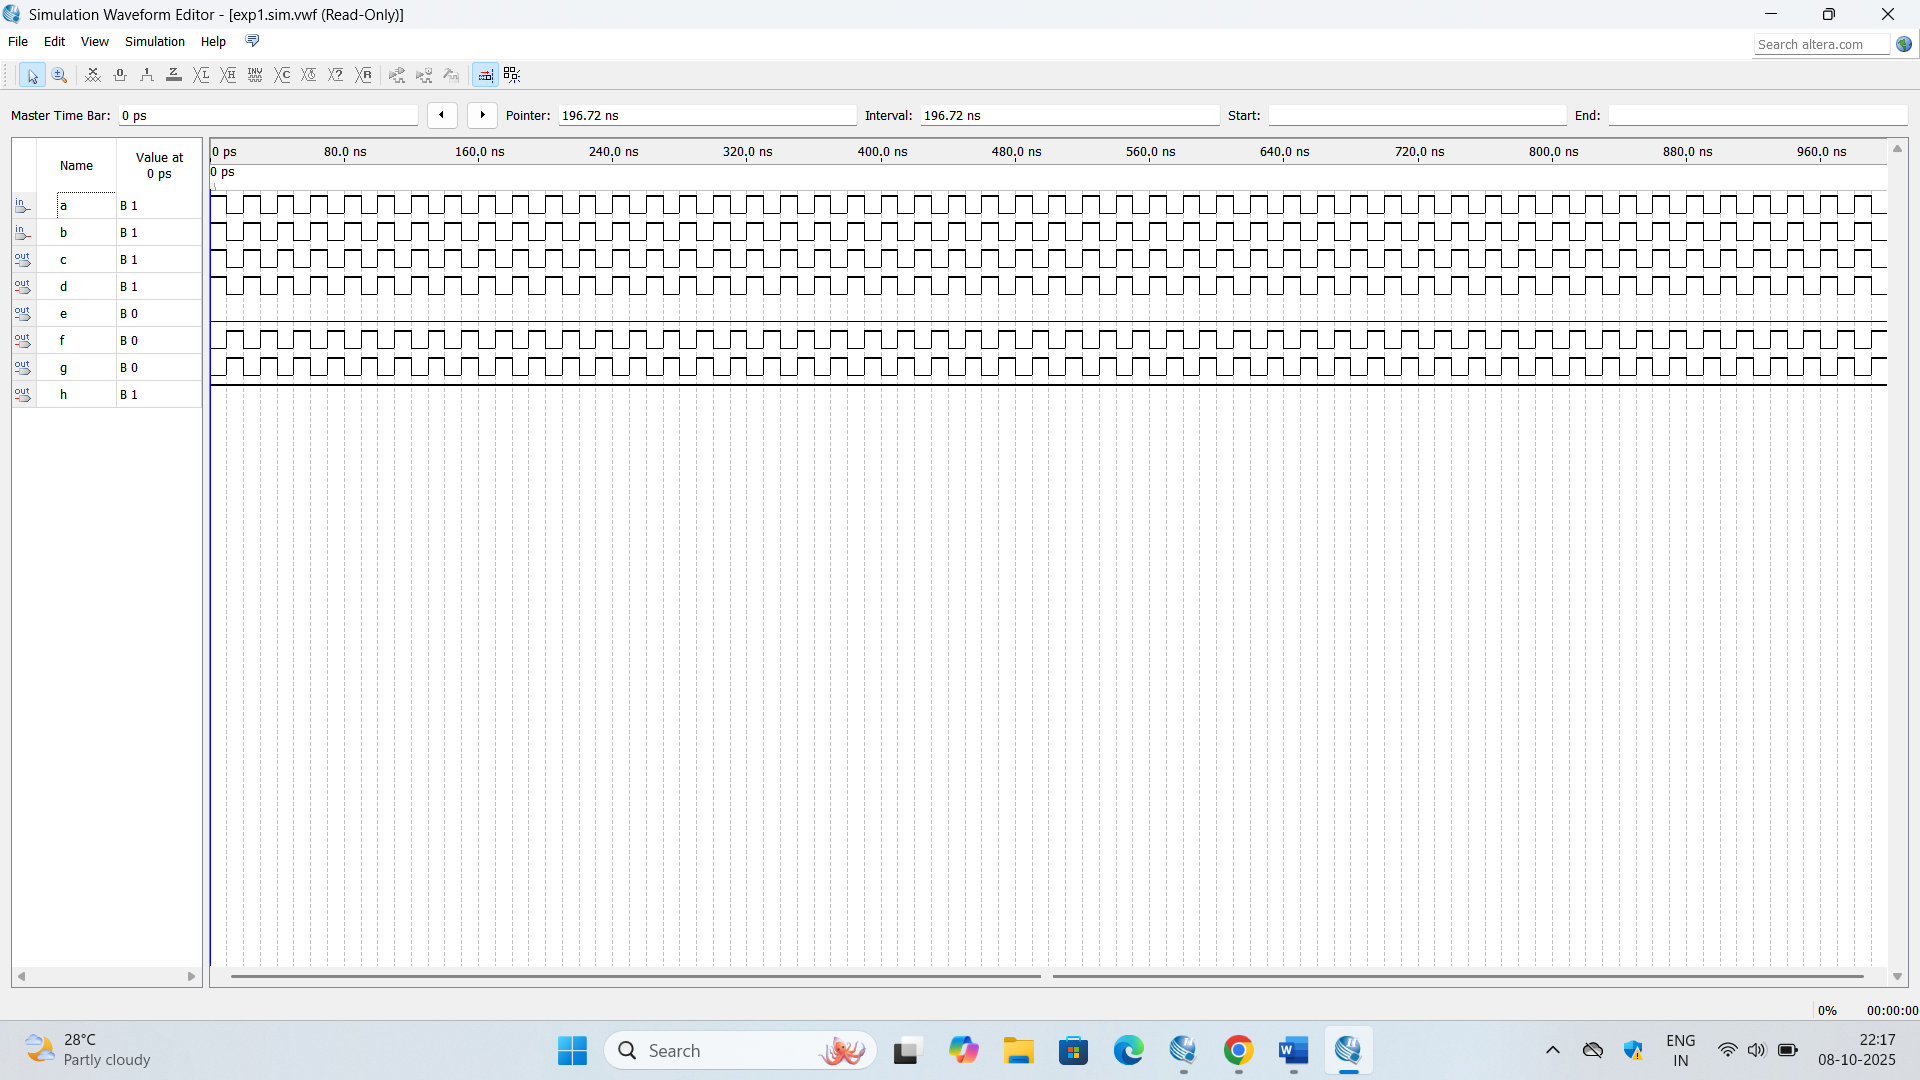 Simulation Waveform Editor - [exp1.sim.vwf (Read-Only)]
File Edit View Simulation Help
Search altera.com
Master Time Bar: 0 ps Pointer: 196.72 ns Interval: 196.72 ns Start: End:
Name Value at 0 ps
0 ps 80.0 ns 160.0 ns 240.0 ns 320.0 ns 400.0 ns 480.0 ns 560.0 ns 640.0 ns 720.0 ns 800.0 ns 880.0 ns 960.0 ns
0 ps
in a B 1
in b B 1
out c B 1
out d B 1
out e B 0
out f B 0
out g B 0
out h B 1
0% 00:00:00
28°C
Partly cloudy
Search
ENG
IN
22:17
08-10-2025